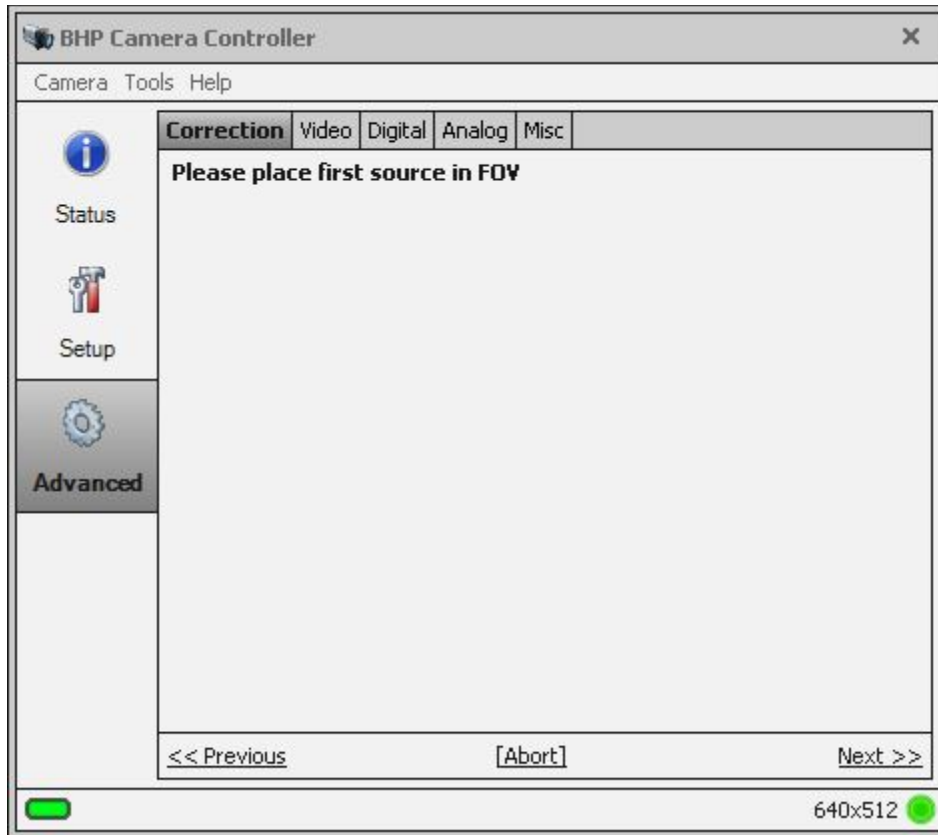 BHP Camera Controller
Camera Tools Help
Correction Video Digital Analog Misc
Please place first source in FOV
Status
Setup
Advanced
<< Previous [Abort] Next >>
640x512